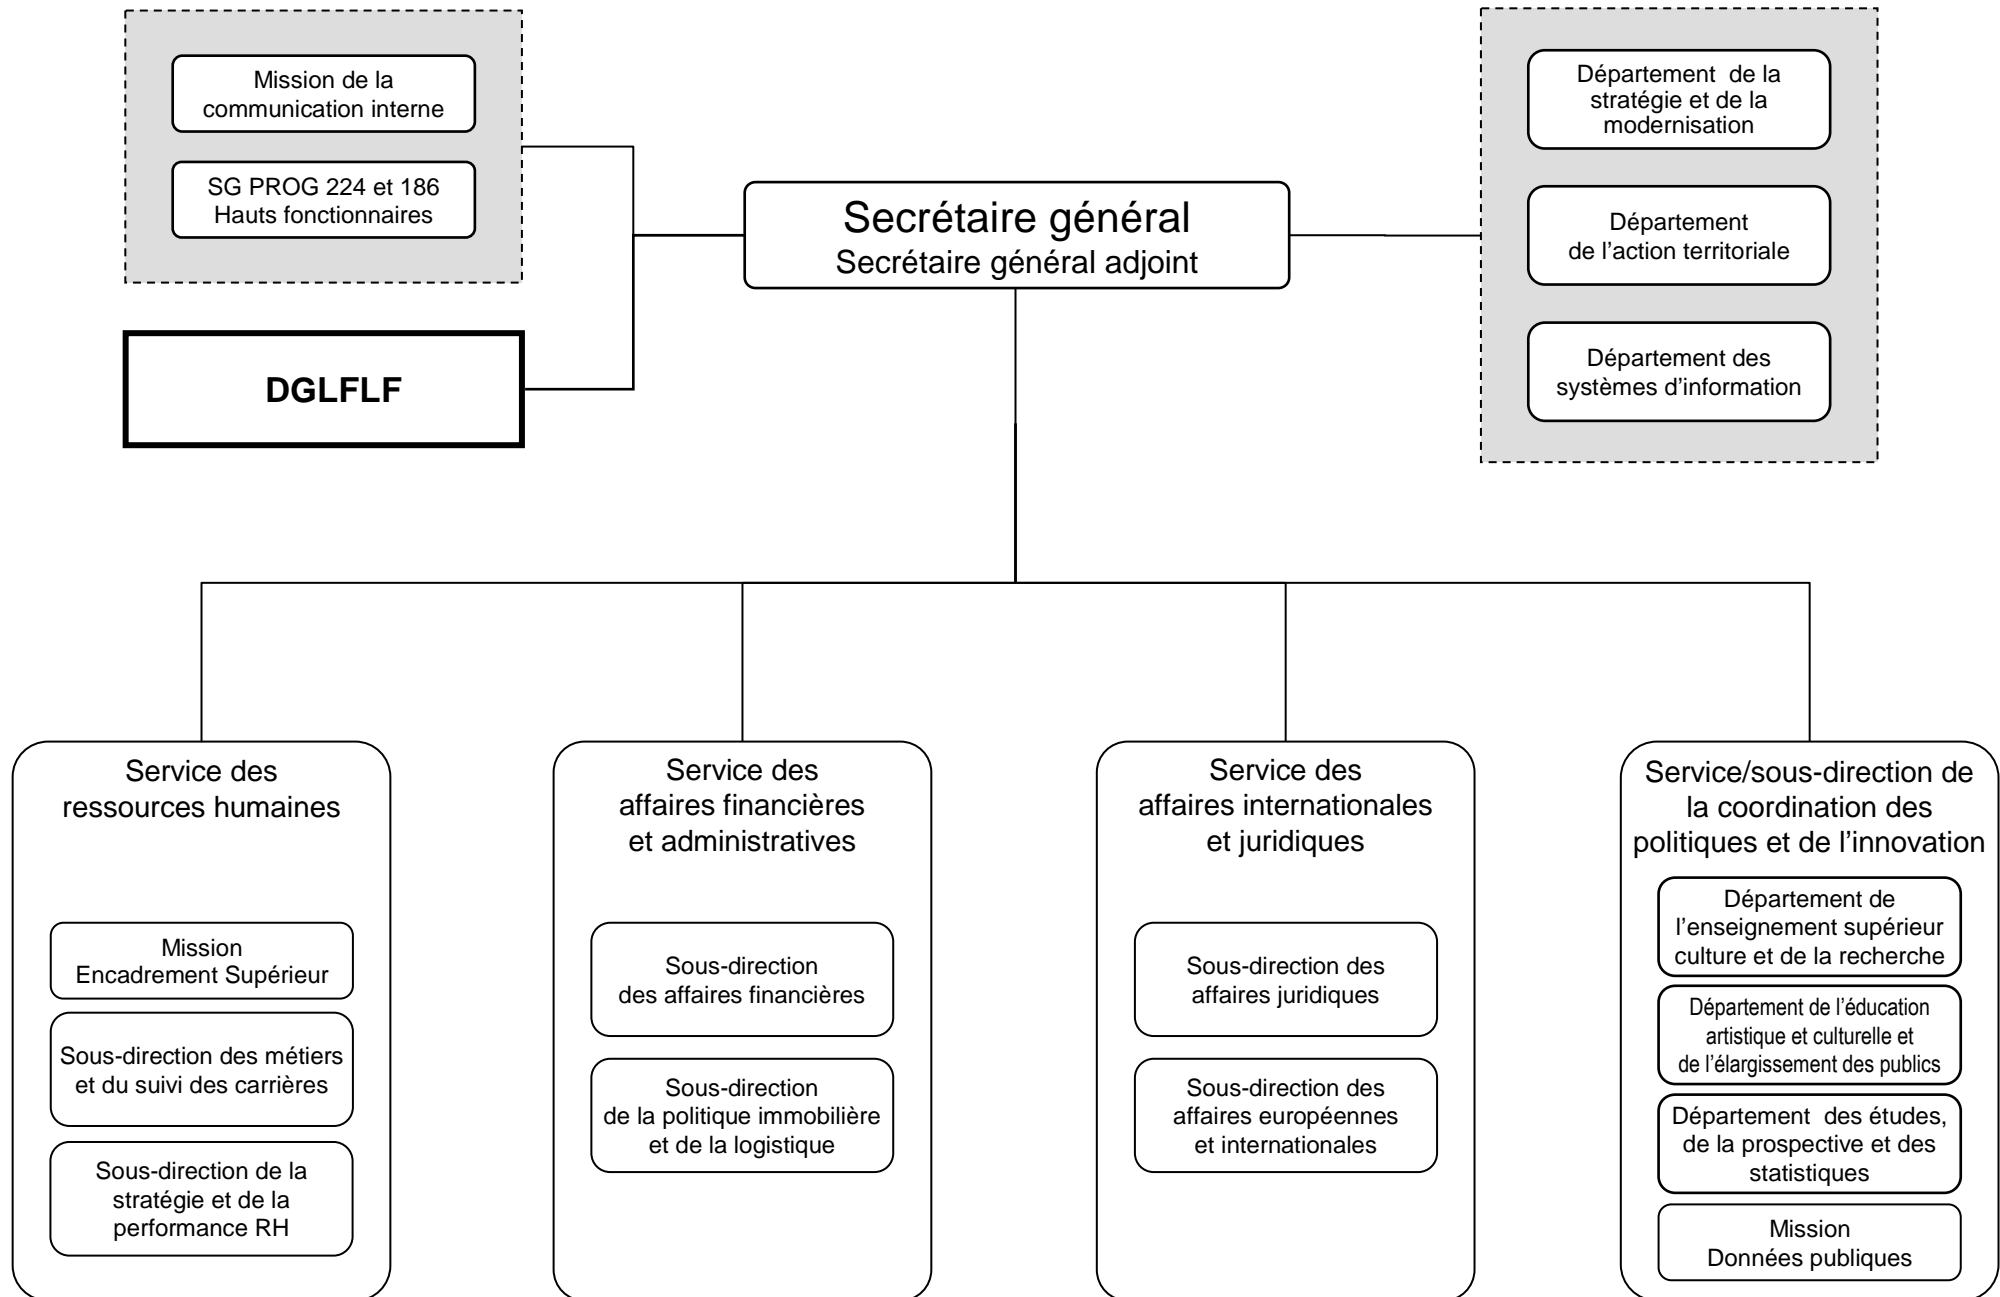 Mission de la
communication interne
SG PROG 224 et 186
Hauts fonctionnaires
DGLFLF
Secrétaire général
Secrétaire général adjoint
Département  de la
stratégie et de la
modernisation
Département
de l’action territoriale
Département des
systèmes d’information
Service des
ressources humaines
Mission
Encadrement Supérieur
Sous-direction des métiers
et du suivi des carrières
Sous-direction de la
stratégie et de la
performance RH
Service des
affaires financières
et administratives
Sous-direction
des affaires financières
Sous-direction
de la politique immobilière
et de la logistique
Service des
affaires internationales
et juridiques
Sous-direction des
affaires juridiques
Sous-direction des
affaires européennes
et internationales
Service/sous-direction de
la coordination des
politiques et de l’innovation
Département de
l’enseignement supérieur
culture et de la recherche
Département de l’éducation
artistique et culturelle et
de l’élargissement des publics
Département  des études,
de la prospective et des
statistiques
Mission
Données publiques